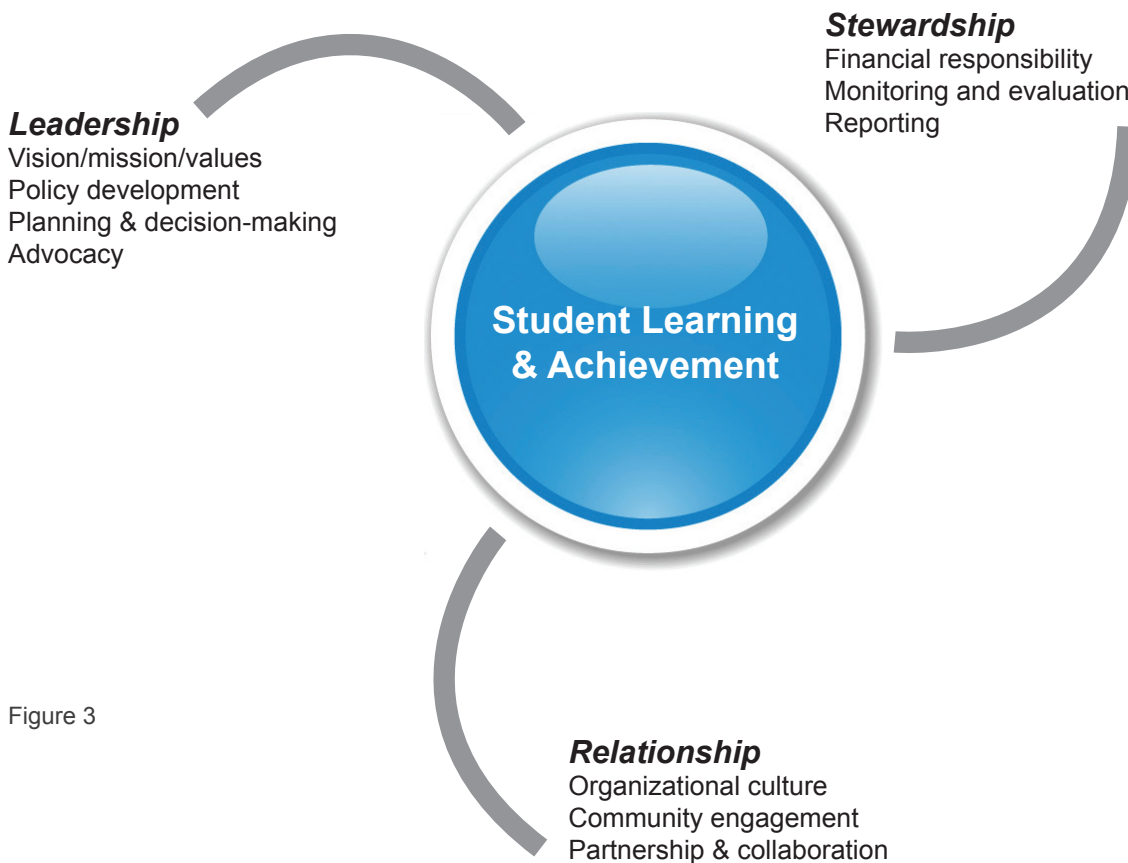 Leadership
Vision/mission/values
Policy development
Planning & decision-making
Advocacy
Stewardship
Financial responsibility
Monitoring and evaluation
Reporting
Student Learning
& Achievement
Figure 3
Relationship
Organizational culture
Community engagement
Partnership & collaboration